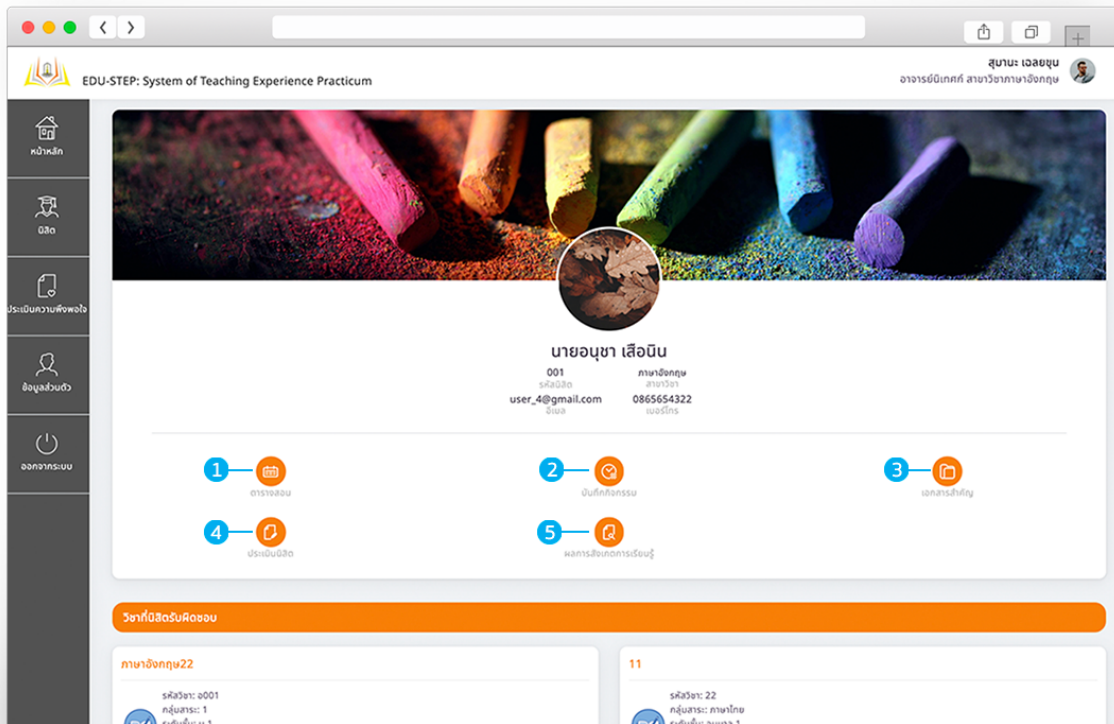 EDU-STEP: System of Teaching Experience Practicum
สุมานะ เฉลยขุน
อาจารย์นิเทศก์ สาขาวิชาภาษาอังกฤษ
หน้าหลัก
นิสิต
ประเมินความพึงพอใจ
ข้อมูลส่วนตัว
ออกจากระบบ
นายอนุชา เสือนิน
001 ภาษาอังกฤษ
รหัสนิสิต สาขาวิชา
user_4@gmail.com 0865654322
อีเมล เบอร์โทร
1 2 3
ตารางสอน บันทึกกิจกรรม เอกสารสำคัญ
4 5
ประเมินนิสิต ผลการสังเกตการเรียนรู้
วิชาที่นิสิตรับผิดชอบ
ภาษาอังกฤษ22 11
รหัสวิชา: อ001 รหัสวิชา: 22
กลุ่มสาระ: 1 กลุ่มสาระ: ภาษาไทย